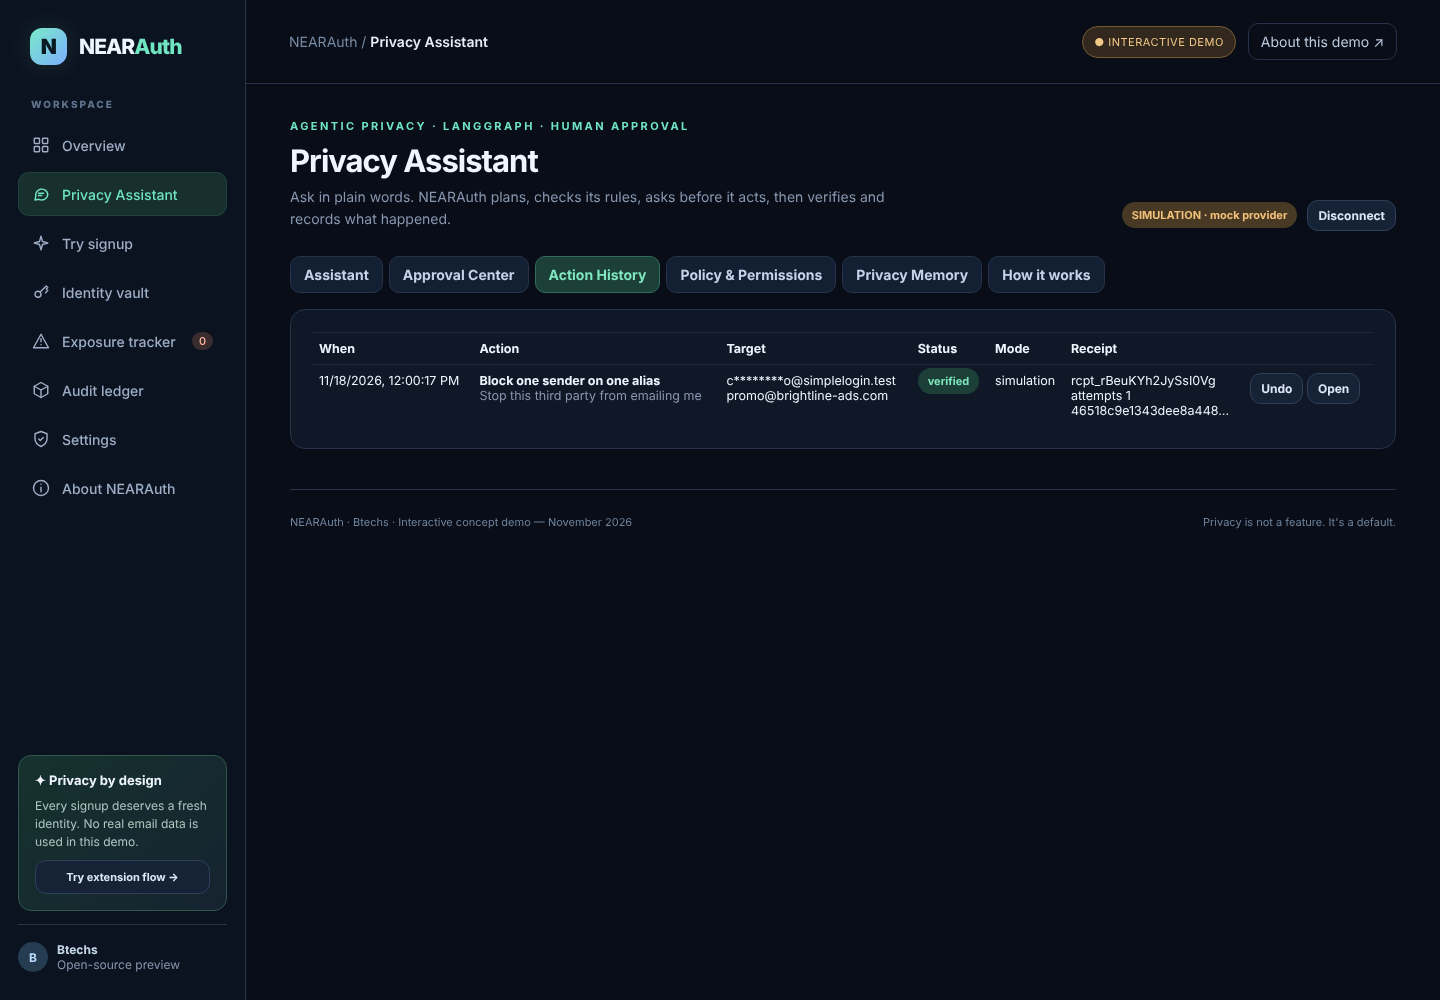 N NEARAuth
WORKSPACE
Overview
Privacy Assistant
Try signup
Identity vault
Exposure tracker 0
Audit ledger
Settings
About NEARAuth
✦ Privacy by design
Every signup deserves a fresh
identity. No real email data is
used in this demo.
Try extension flow →
B
Btechs
Open-source preview
NEARAuth / Privacy Assistant
● INTERACTIVE DEMO
About this demo ↗
AGENTIC PRIVACY · LANGGRAPH · HUMAN APPROVAL
Privacy Assistant
Ask in plain words. NEARAuth plans, checks its rules, asks before it acts, then verifies and
records what happened.
SIMULATION · mock provider
Disconnect
Assistant
Approval Center
Action History
Policy & Permissions
Privacy Memory
How it works
When Action Target Status Mode Receipt
11/18/2026, 12:00:17 PM
Block one sender on one alias
Stop this third party from emailing me
c********o@simplelogin.test
promo@brightline-ads.com
verified
simulation
rcpt_rBeuKYh2JySsI0Vg
attempts 1
46518c9e1343dee8a448…
Undo
Open
NEARAuth · Btechs · Interactive concept demo — November 2026
Privacy is not a feature. It's a default.